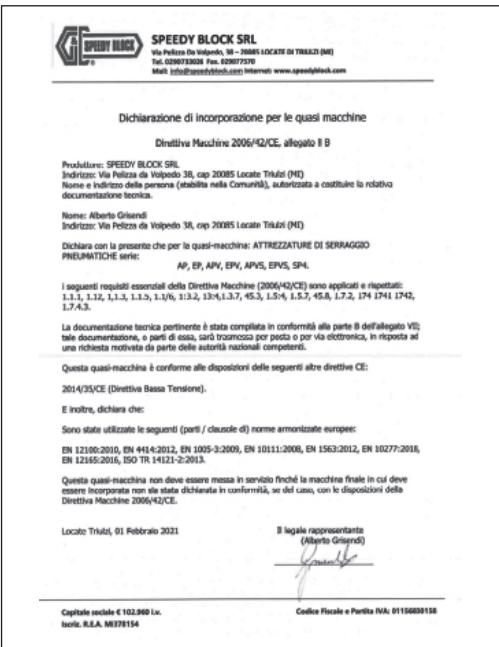 SPEEDY BLOCK
SPEEDY BLOCK SRL
Via Pelizza Da Volpedo, 38 – 20085 LOCATE DI TRIULZI (MI)
Tel. 0290733026 Fax. 029077570
Mail: info@speedyblock.com Internet: www.speedyblock.com
Dichiarazione di incorporazione per le quasi macchine
Direttiva Macchine 2006/42/CE, allegato II B
Produttore: SPEEDY BLOCK SRL
Indirizzo: Via Pelizza da Volpedo 38, cap 20085 Locate Triulzi (MI)
Nome e indirizzo della persona (stabilita nella Comunità), autorizzata a costituire la relativa
documentazione tecnica.
Nome: Alberto Grisendi
Indirizzo: Via Pelizza da Volpedo 38, cap 20085 Locate Triulzi (MI)
Dichiara con la presente che per la quasi-macchina: ATTREZZATURE DI SERRAGGIO
PNEUMATICHE serie:
AP, EP, APV, EPV, APVS, EPVS, SP4.
i seguenti requisiti essenziali della Direttiva Macchine (2006/42/CE) sono applicati e rispettati:
1.1.1, 1.12, 1,1.3, 1.1.5, 1.1/6, 1:3.2, 13:4,1.3.7, 45.3, 1.5:4, 1.5.7, 45.8, 1.7.2, 174 1741 1742,
1.7.4.3.
La documentazione tecnica pertinente è stata compilata in conformità alla parte B dell'allegato VII;
tale documentazione, o parti di essa, sarà trasmessa per posta o per via elettronica, in risposta ad
una richiesta motivata da parte delle autorità nazionali competenti.
Questa quasi-macchina è conforme alle disposizioni delle seguenti altre direttive CE:
2014/35/CE (Direttiva Bassa Tensione).
E inoltre, dichiara che:
Sono state utilizzate le seguenti (parti / clausole di) norme armonizzate europee:
EN 12100:2010, EN 4414:2012, EN 1005-3:2009, EN 10111:2008, EN 1563:2012, EN 10277:2018,
EN 12165:2016, ISO TR 14121-2:2013.
Questa quasi-macchina non deve essere messa in servizio finché la macchina finale in cui deve
essere incorporata non sia stata dichiarata in conformità, se del caso, con le disposizioni della
Direttiva Macchine 2006/42/CE.
Locate Triulzi, 01 Febbraio 2021
Il legale rappresentante
(Alberto Grisendi)
Capitale sociale € 102.960 i.v.
Iscriz. R.E.A. MI378154
Codice Fiscale e Partita IVA: 01156830158